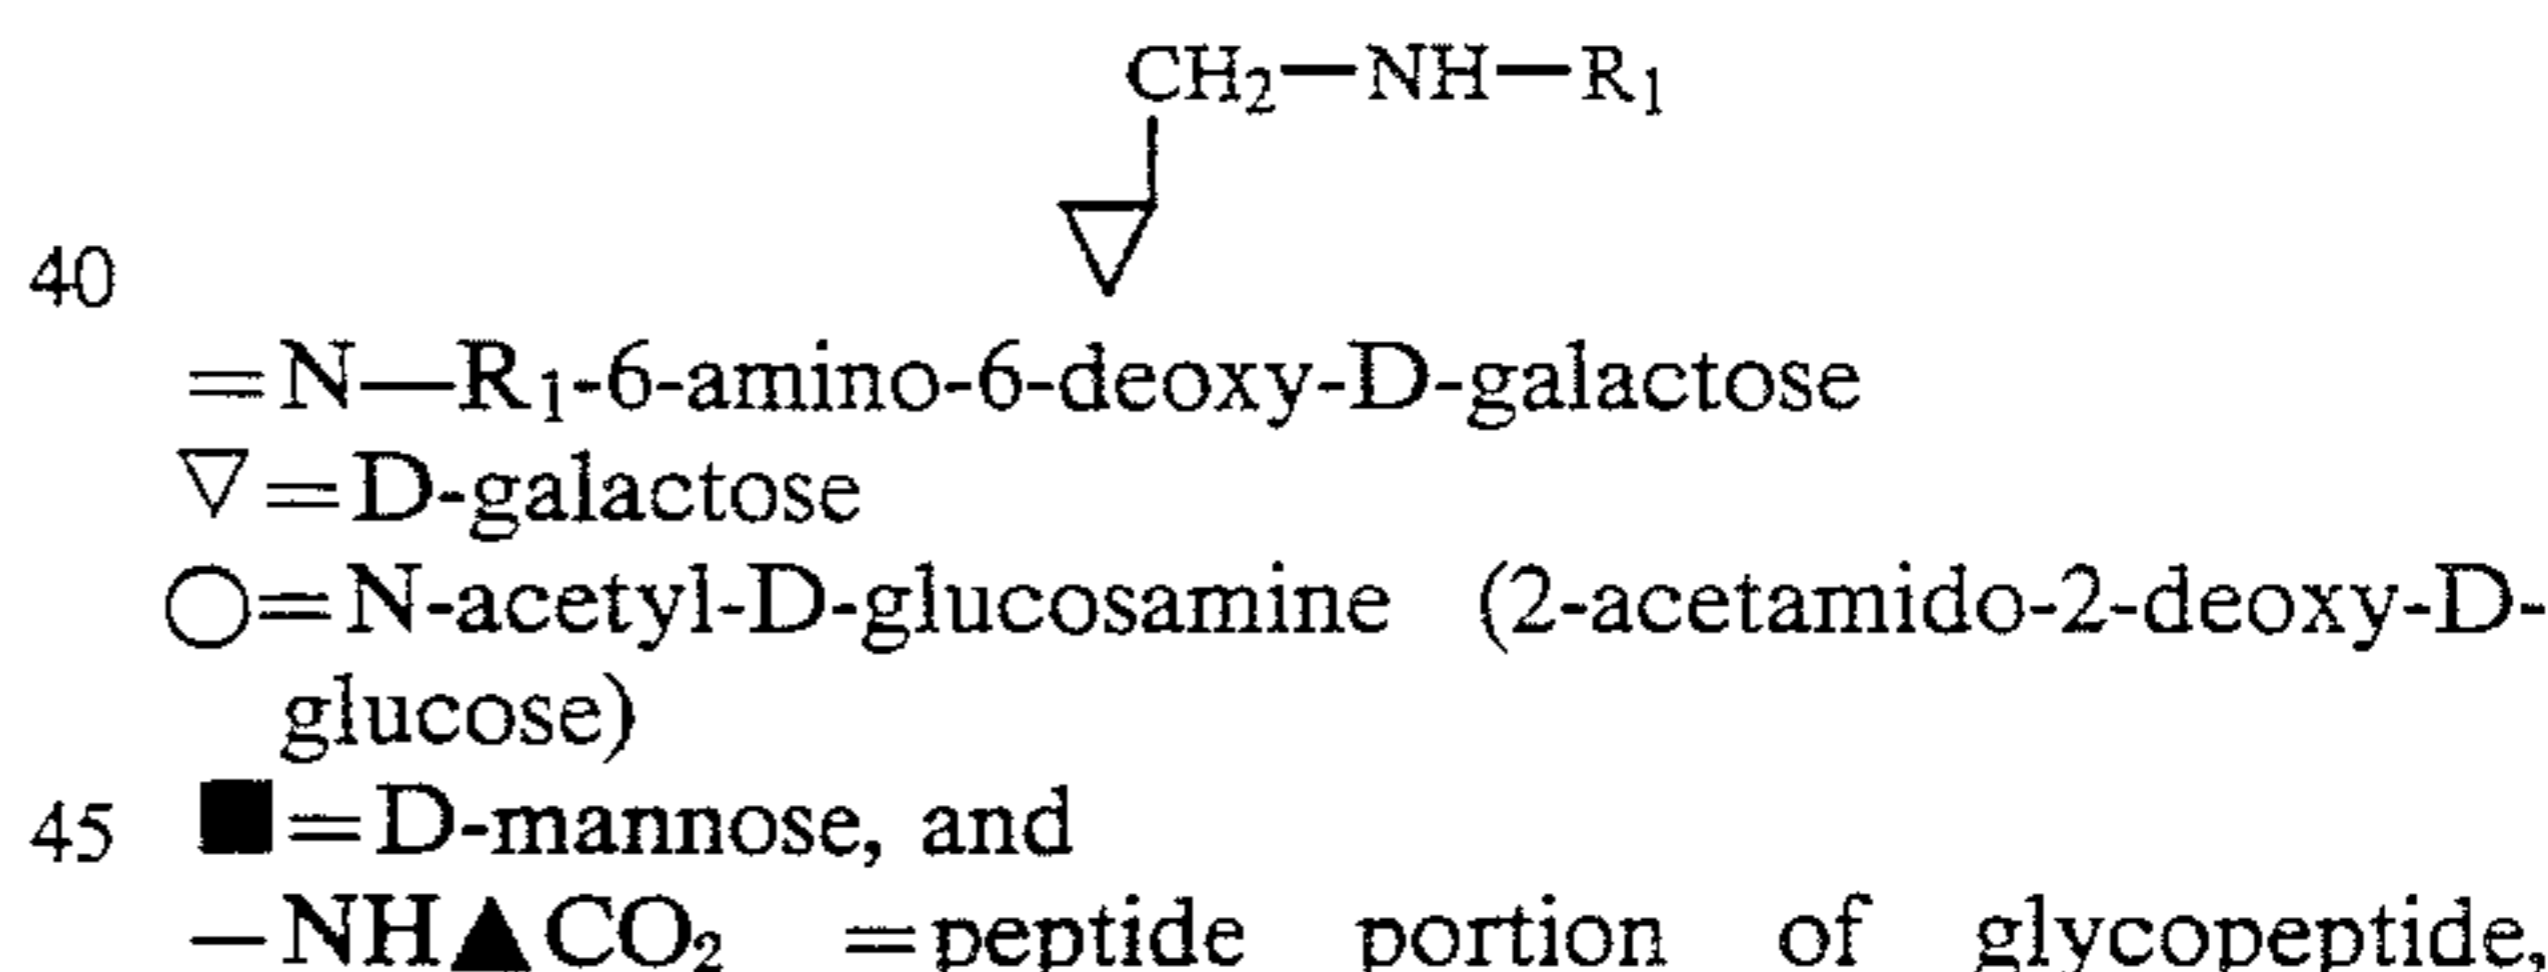 CH2—NH—R1
40
=N—R1-6-amino-6-deoxy-D-galactose
▽=D-galactose
○=N-acetyl-D-glucosamine (2-acetamido-2-deoxy-D-
glucose)
45 ■=D-mannose, and
—NH▲CO2 =peptide portion of glycopeptide,